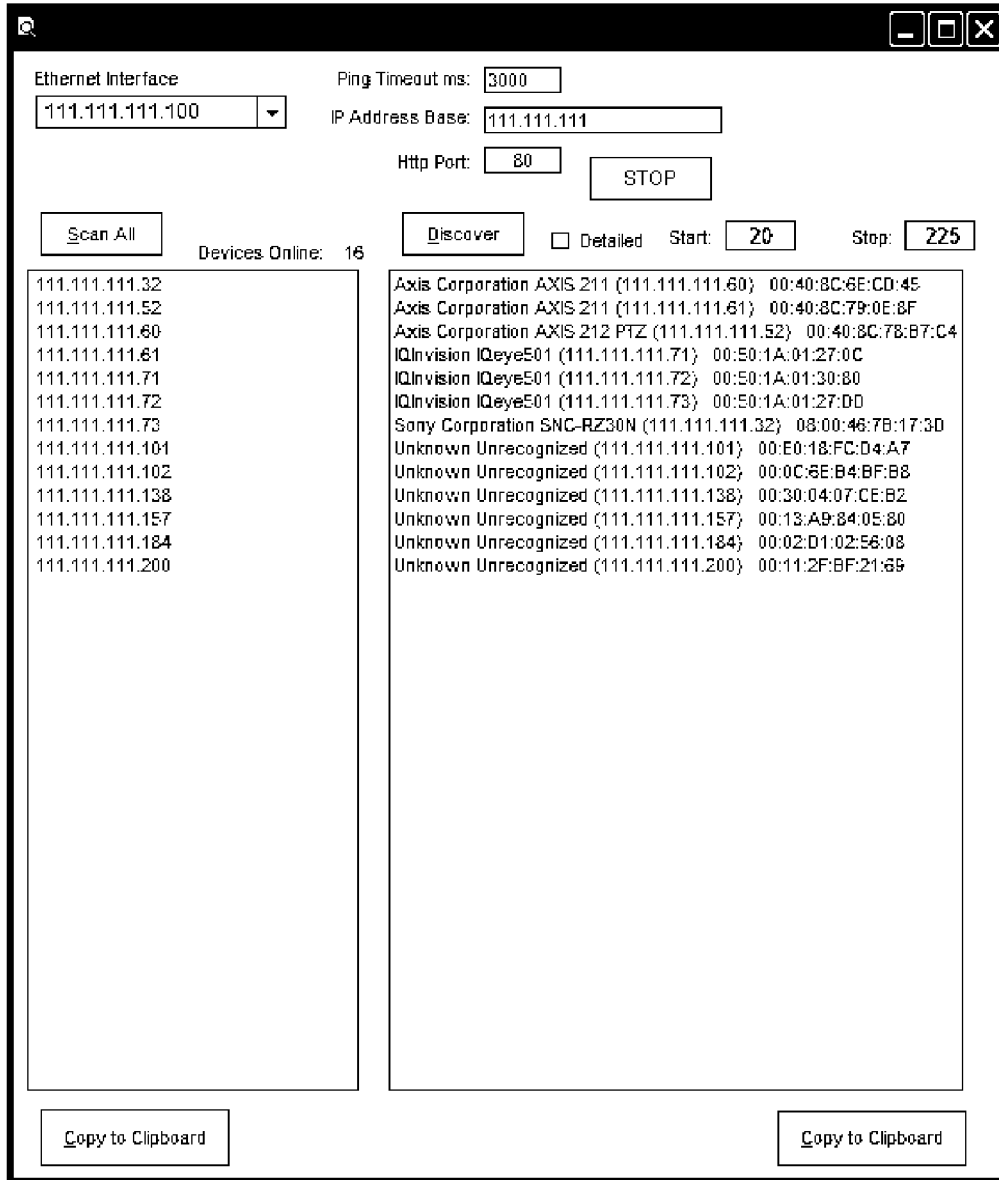 Ethernet Interface
111.111.111.100
Ping Timeout ms: 3000
IP Address Base: 111.111.111
Http Port: 80
STOP
Scan All
Devices Online: 16
Discover
Detailed
Start: 20
Stop: 225
111.111.111.32
111.111.111.52
111.111.111.60
111.111.111.61
111.111.111.71
111.111.111.72
111.111.111.73
111.111.111.101
111.111.111.102
111.111.111.138
111.111.111.157
111.111.111.184
111.111.111.200
Axis Corporation AXIS 211 (111.111.111.60) 00:40:8C:6E:CD:45
Axis Corporation AXIS 211 (111.111.111.61) 00:40:8C:79:0E:8F
Axis Corporation AXIS 212 PTZ (111.111.111.52) 00:40:8C:78:B7:C4
IQInvision IQeye501 (111.111.111.71) 00:50:1A:01:27:0C
IQInvision IQeye501 (111.111.111.72) 00:50:1A:01:30:80
IQInvision IQeye501 (111.111.111.73) 00:50:1A:01:27:DD
Sony Corporation SNC-RZ30N (111.111.111.32) 08:00:46:7B:17:3D
Unknown Unrecognized (111.111.111.101) 00:E0:18:FC:D4:A7
Unknown Unrecognized (111.111.111.102) 00:0C:6E:B4:BF:B8
Unknown Unrecognized (111.111.111.138) 00:30:04:07:CE:B2
Unknown Unrecognized (111.111.111.157) 00:13:A9:84:05:80
Unknown Unrecognized (111.111.111.184) 00:02:D1:02:56:08
Unknown Unrecognized (111.111.111.200) 00:11:2F:BF:21:69
Copy to Clipboard
Copy to Clipboard